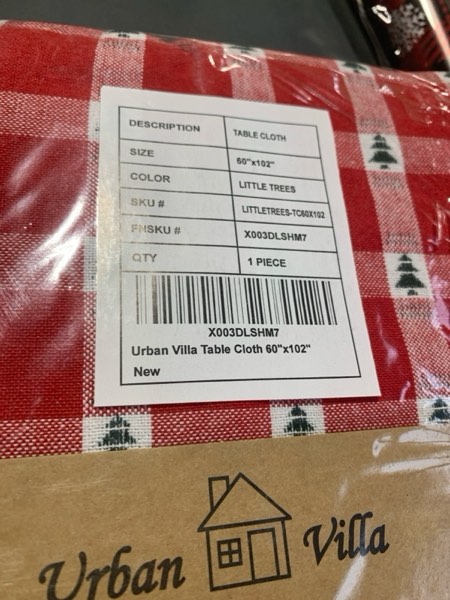 DESCRIPTION TABLE CLOTH
SIZE 60"x102"
COLOR LITTLE TREES
SKU # LITTLETREES-TC60X102
FNSKU # X003DLSHM7
QTY 1 PIECE
X003DLSHM7
Urban Villa Table Cloth 60"x102"
New
Urban Villa